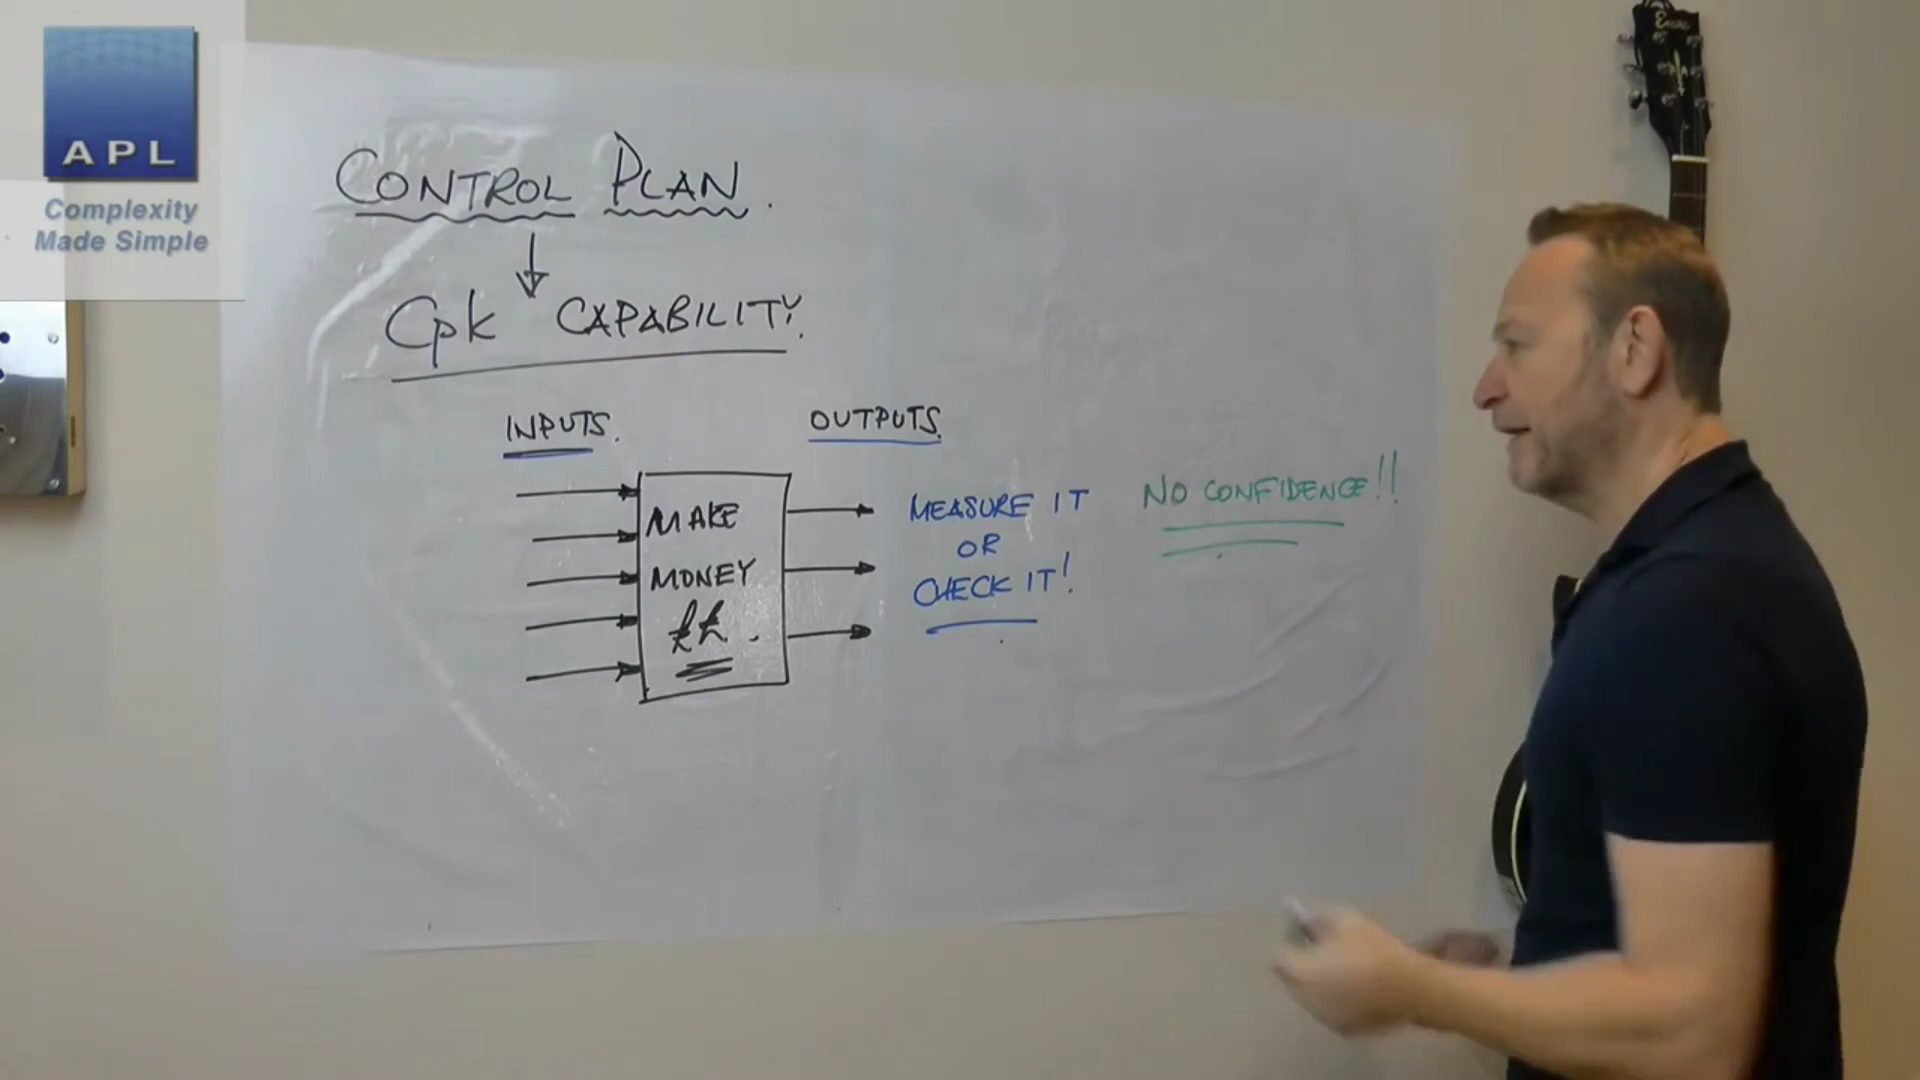 APL
Complexity
Made Simple
CONTROL PLAN.
Cpk CAPABILITY.
INPUTS.
OUTPUTS.
MAKE
MONEY
££.
MEASURE IT
OR
CHECK IT!
NO CONFIDENCE!!